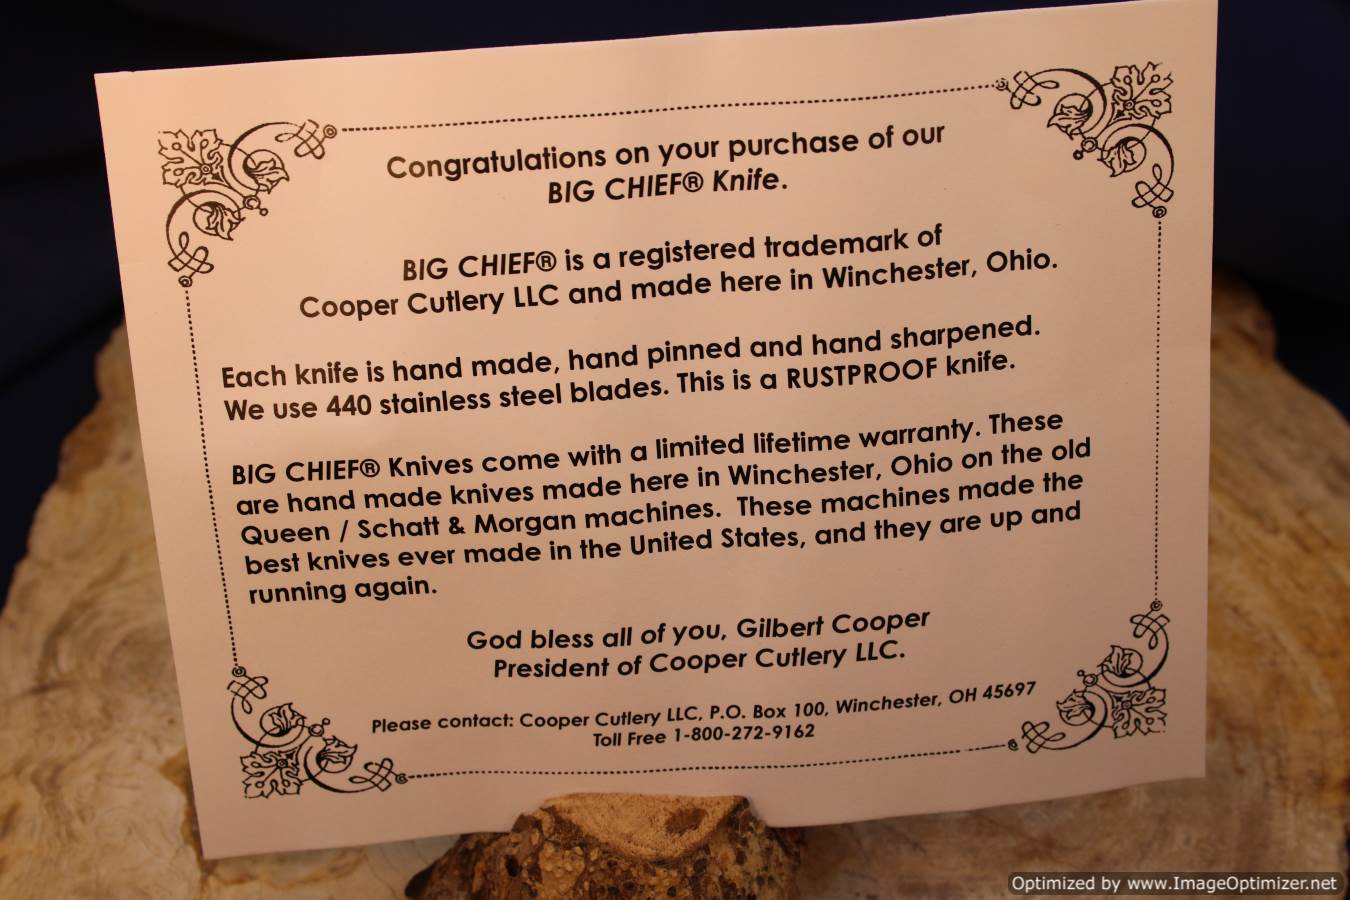 Congratulations on your purchase of our
BIG CHIEF® Knife.
BIG CHIEF® is a registered trademark of
Cooper Cutlery LLC and made here in Winchester, Ohio.
Each knife is hand made, hand pinned and hand sharpened.
We use 440 stainless steel blades. This is a RUSTPROOF knife.
BIG CHIEF® Knives come with a limited lifetime warranty. These
are hand made knives made here in Winchester, Ohio on the old
Queen / Schatt & Morgan machines. These machines made the
best knives ever made in the United States, and they are up and
running again.
God bless all of you, Gilbert Cooper
President of Cooper Cutlery LLC.
Please contact: Cooper Cutlery LLC, P.O. Box 100, Winchester, OH 45697
Toll Free 1-800-272-9162
Optimized by www.ImageOptimizer.net